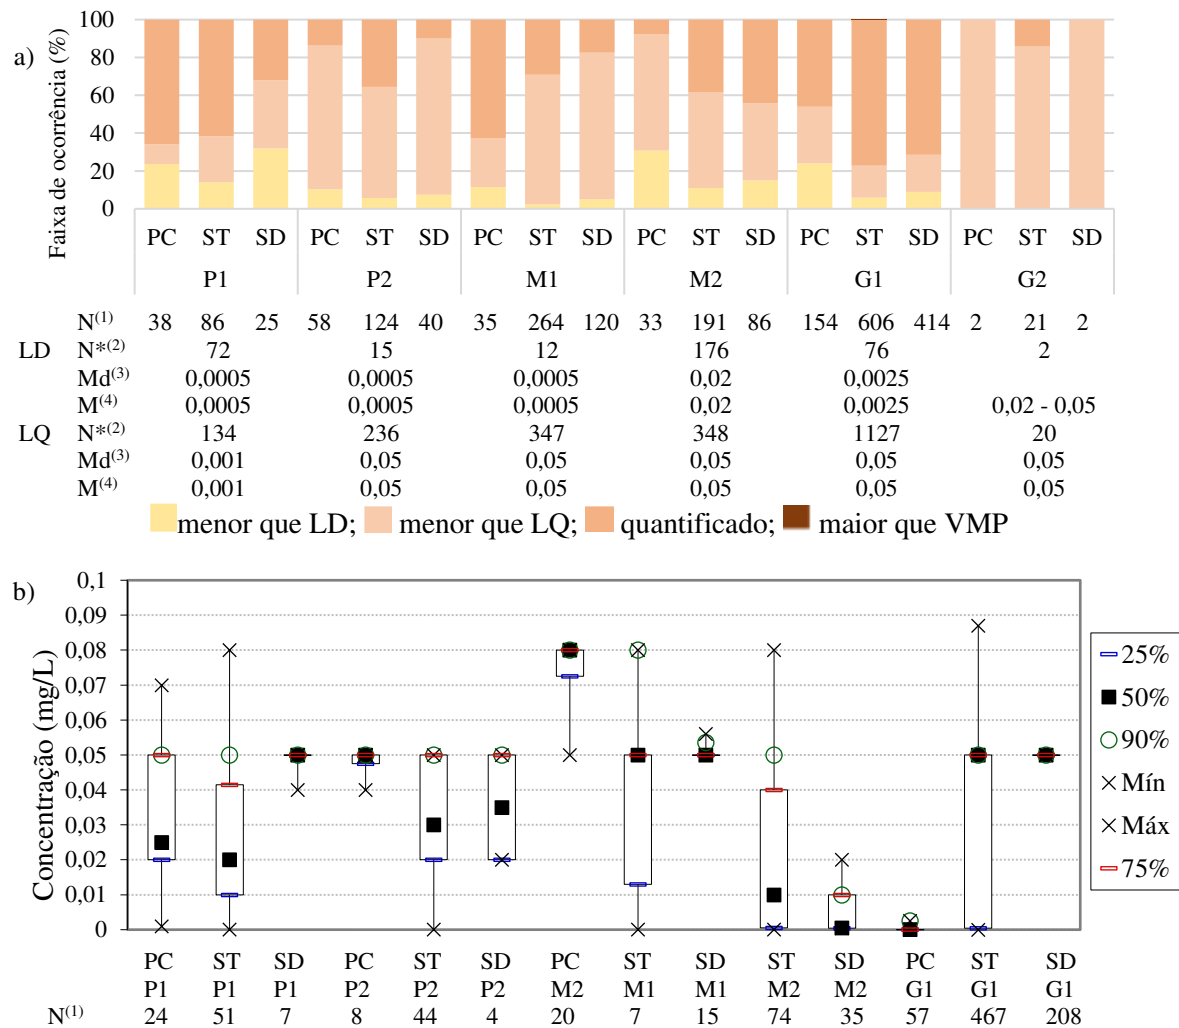 a)
Faixa de ocorrência (%)
100
80
60
40
20
0
PC ST SD PC ST SD PC ST SD PC ST SD PC ST SD PC ST SD
P1 P2 M1 M2 G1 G2
N(1) 38 86 25 58 124 40 35 264 120 33 191 86 154 606 414 2 21 2
LD N*(2) 72 15 12 176 76 2
Md(3) 0,0005 0,0005 0,0005 0,02 0,0025
M(4) 0,0005 0,0005 0,0005 0,02 0,0025 0,02 - 0,05
LQ N*(2) 134 236 347 348 1127 20
Md(3) 0,001 0,05 0,05 0,05 0,05 0,05
M(4) 0,001 0,05 0,05 0,05 0,05 0,05
menor que LD; menor que LQ; quantificado; maior que VMP
b)
Concentração (mg/L)
0,1
0,09
0,08
0,07
0,06
0,05
0,04
0,03
0,02
0,01
0
25%
50%
90%
Mín
Máx
75%
PC ST SD PC ST SD PC ST SD ST SD PC ST SD
P1 P1 P1 P2 P2 P2 M2 M1 M1 M2 M2 G1 G1 G1
N(1) 24 51 7 8 44 4 20 7 15 74 35 57 467 208